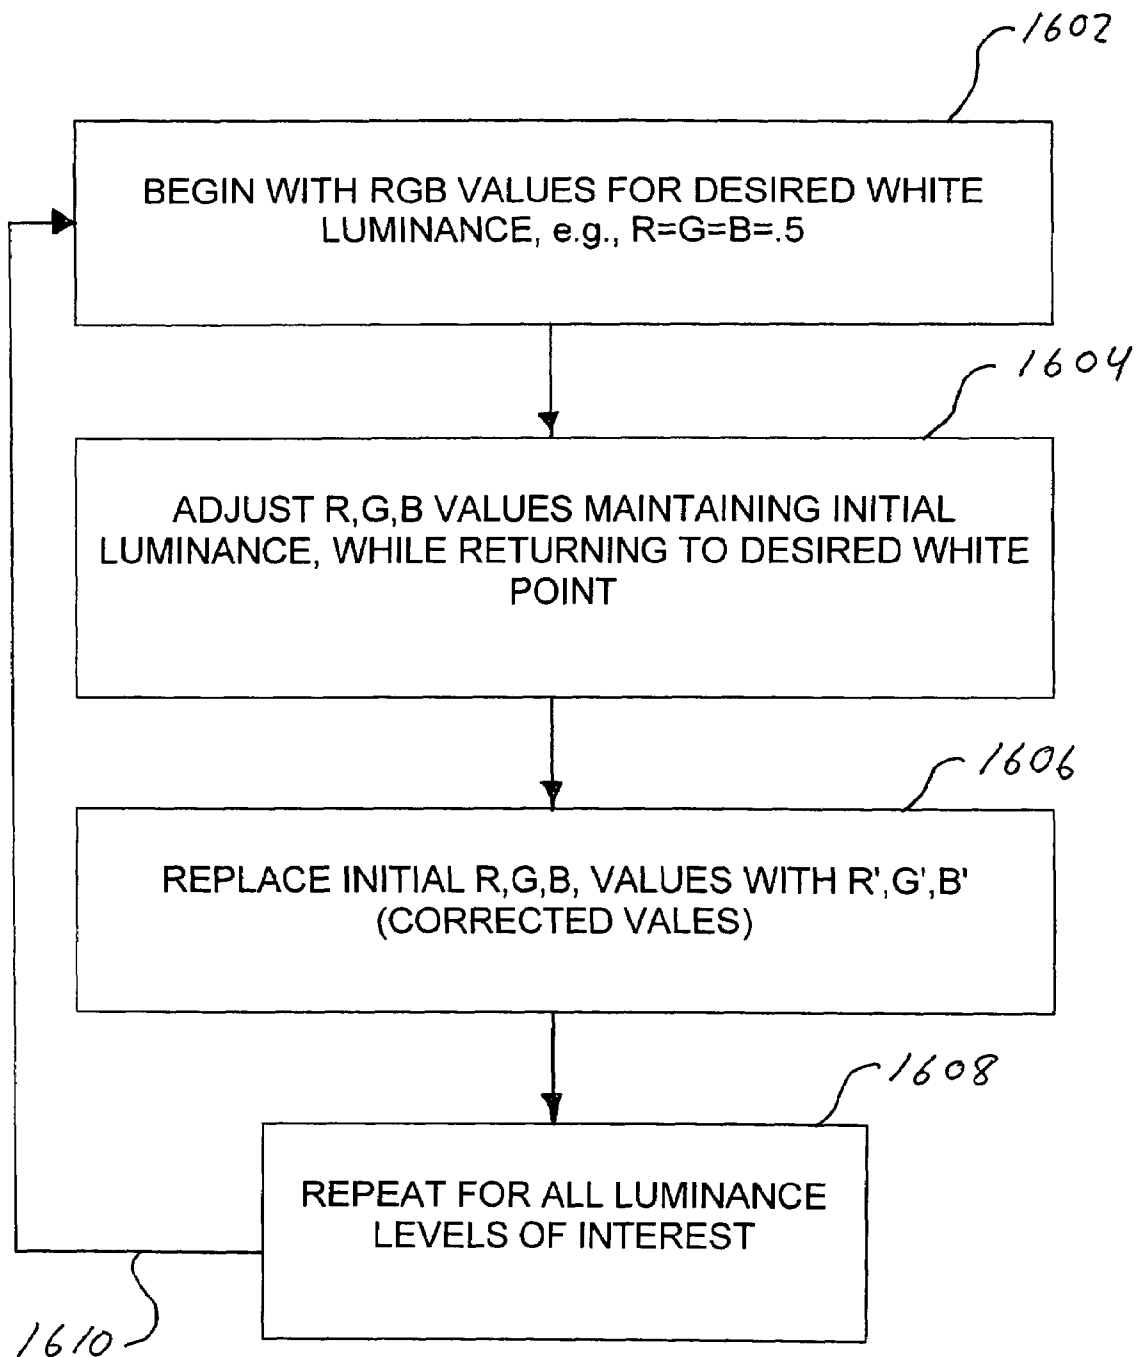 1602
BEGIN WITH RGB VALUES FOR DESIRED WHITE
LUMINANCE, e.g., R=G=B=.5
1604
ADJUST R,G,B VALUES MAINTAINING INITIAL
LUMINANCE, WHILE RETURNING TO DESIRED WHITE
POINT
1606
REPLACE INITIAL R,G,B, VALUES WITH R',G',B'
(CORRECTED VALES)
1608
REPEAT FOR ALL LUMINANCE
LEVELS OF INTEREST
1610